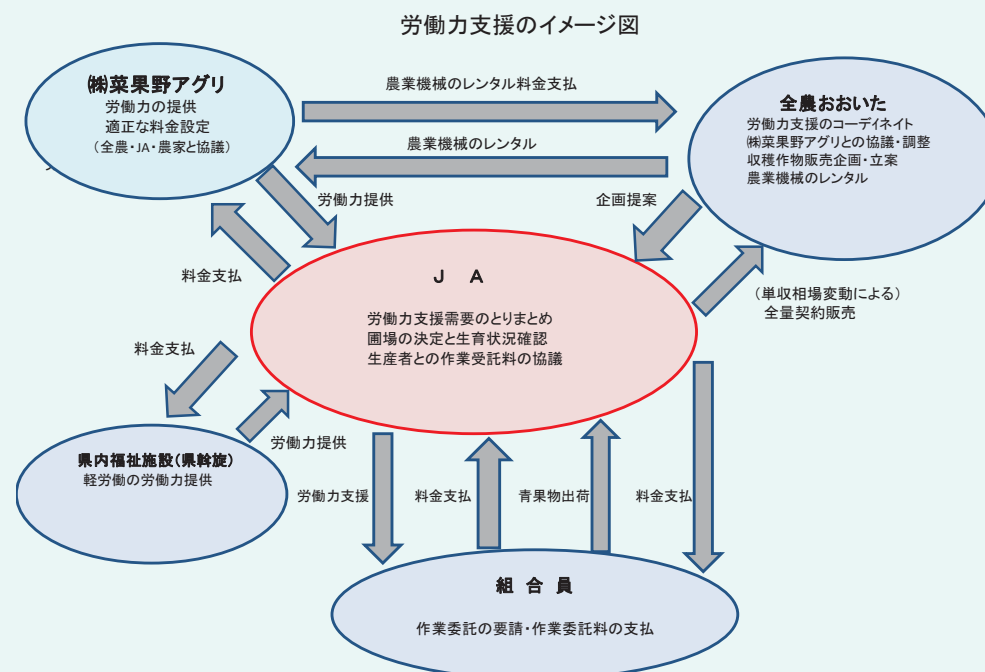 労働力支援のイメージ図
㈱菜果野アグリ
労働力の提供
適正な料金設定
（全農・JA・農家と協議）
農業機械のレンタル料金支払
農業機械のレンタル
全農おおいた
労働力支援のコーディネイト
㈱菜果野アグリとの協議・調整
収穫作物販売企画・立案
農業機械のレンタル
労働力提供
企画提案
料金支払
J A
労働力支援需要のとりまとめ
圃場の決定と生育状況確認
生産者との作業受託料の協議
（単収相場変動による）
全量契約販売
料金支払
労働力提供
県内福祉施設（県斡旋）
軽労働の労働力提供
労働力支援
料金支払
青果物出荷
料金支払
組 合 員
作業委託の要請・作業委託料の支払